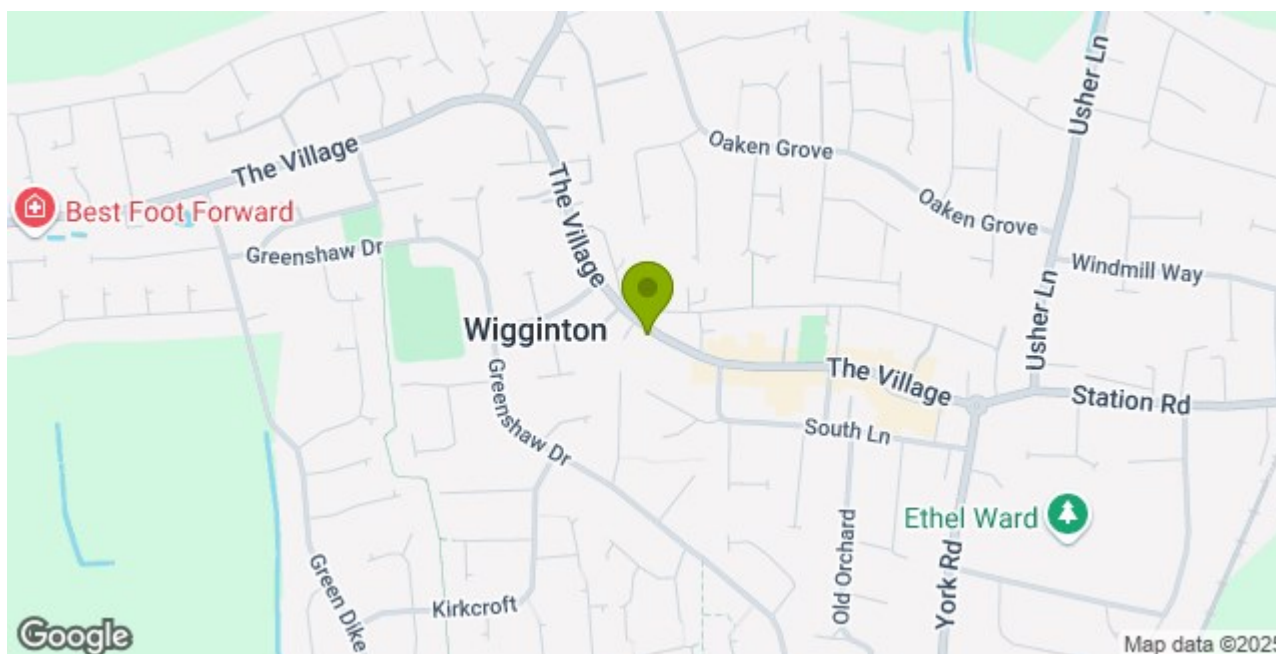 Usher Ln
Oaken Grove
The Village
The Village
Best Foot Forward
Oaken Grove
Greenshaw Dr
Windmill Way
Usher Ln
Wigginton
The Village
Station Rd
Greenshaw Dr
South Ln
Ethel Ward
Old Orchard
York Rd
Green Dike
Kirkcroft
Google
Map data ©2025